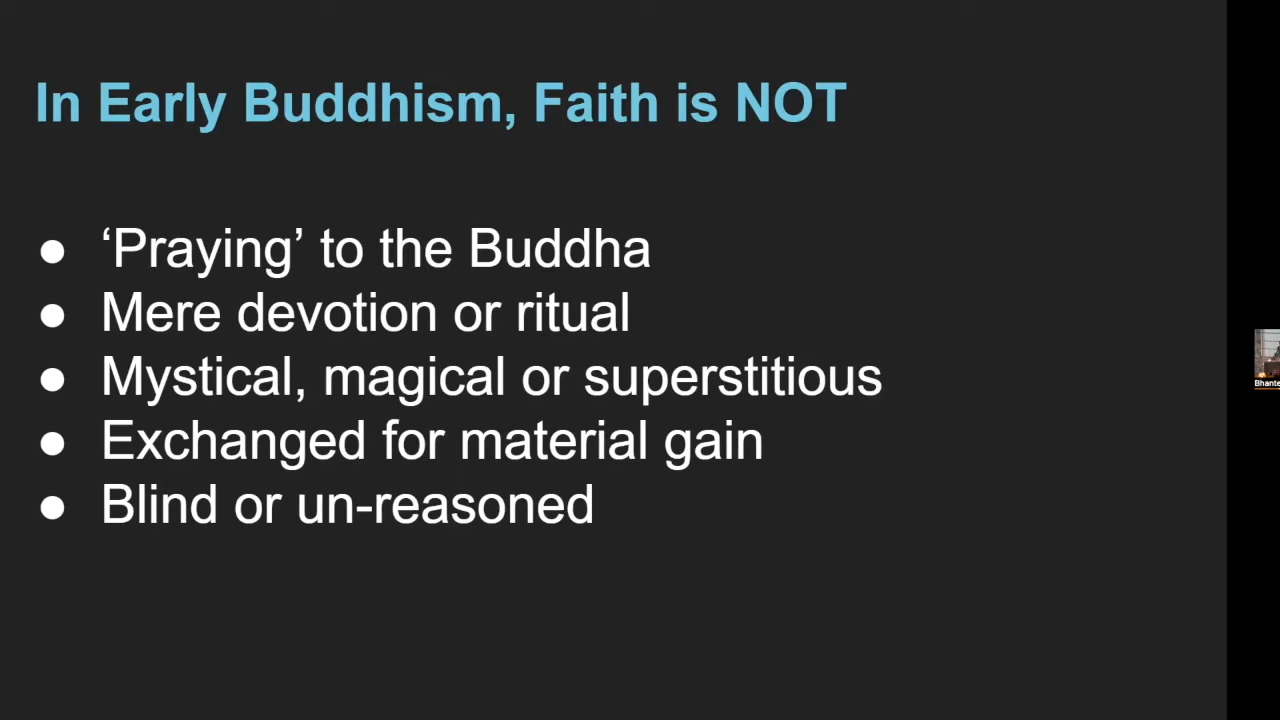 In Early Buddhism, Faith is NOT
● ‘Praying’ to the Buddha
● Mere devotion or ritual
● Mystical, magical or superstitious
● Exchanged for material gain
● Blind or un-reasoned
Bhante